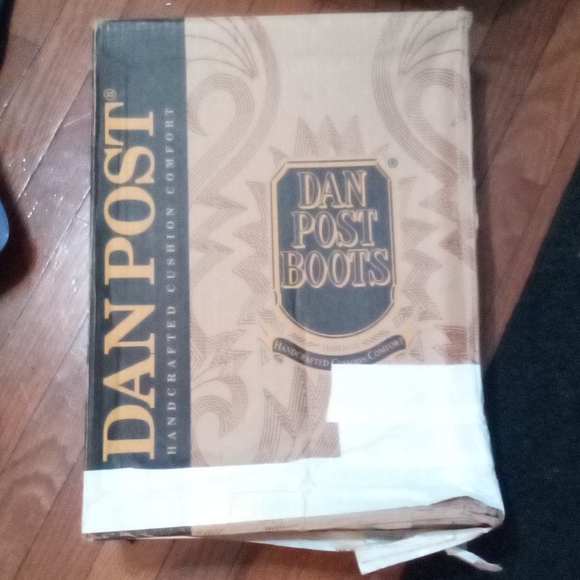 DAN POST®
HANDCRAFTED CUSHION COMFORT
DAN
POST
BOOTS
®
HANDCRAFTED CUSHION COMFORT